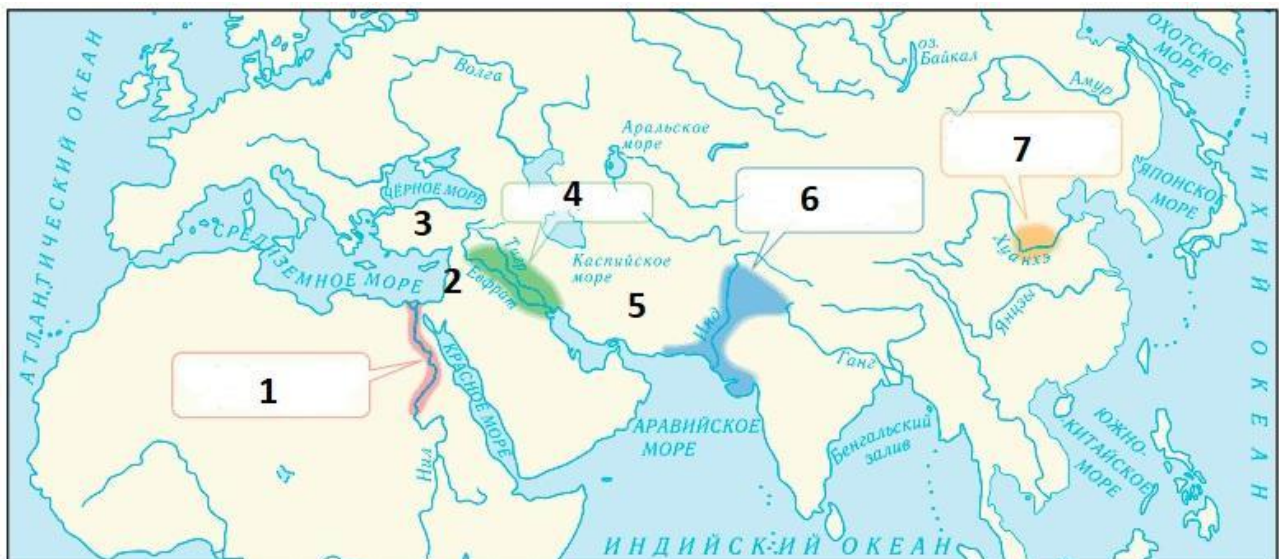 АТЛАНТИЧЕСКИЙ ОКЕАН
Волга
оз.
Байкал
Амур
ОХОТСКОЕ
МОРЕ
Аральское
море
7
ЧЁРНОЕ МОРЕ
4
6
ЯПОНСКОЕ
МОРЕ
ТИХИЙ ОКЕАН
3
СРЕДИЗЕМНОЕ МОРЕ
Тигр
Евфрат
2
Каспийское
море
5
Инд
Хуанхэ
Янцзы
1
КРАСНОЕ МОРЕ
Ганг
Нил
АРАВИЙСКОЕ
МОРЕ
Бенгальский
залив
ЮЖНО-
КИТАЙСКОЕ
МОРЕ
Ц
ИНДИЙСКИЙ ОКЕАН